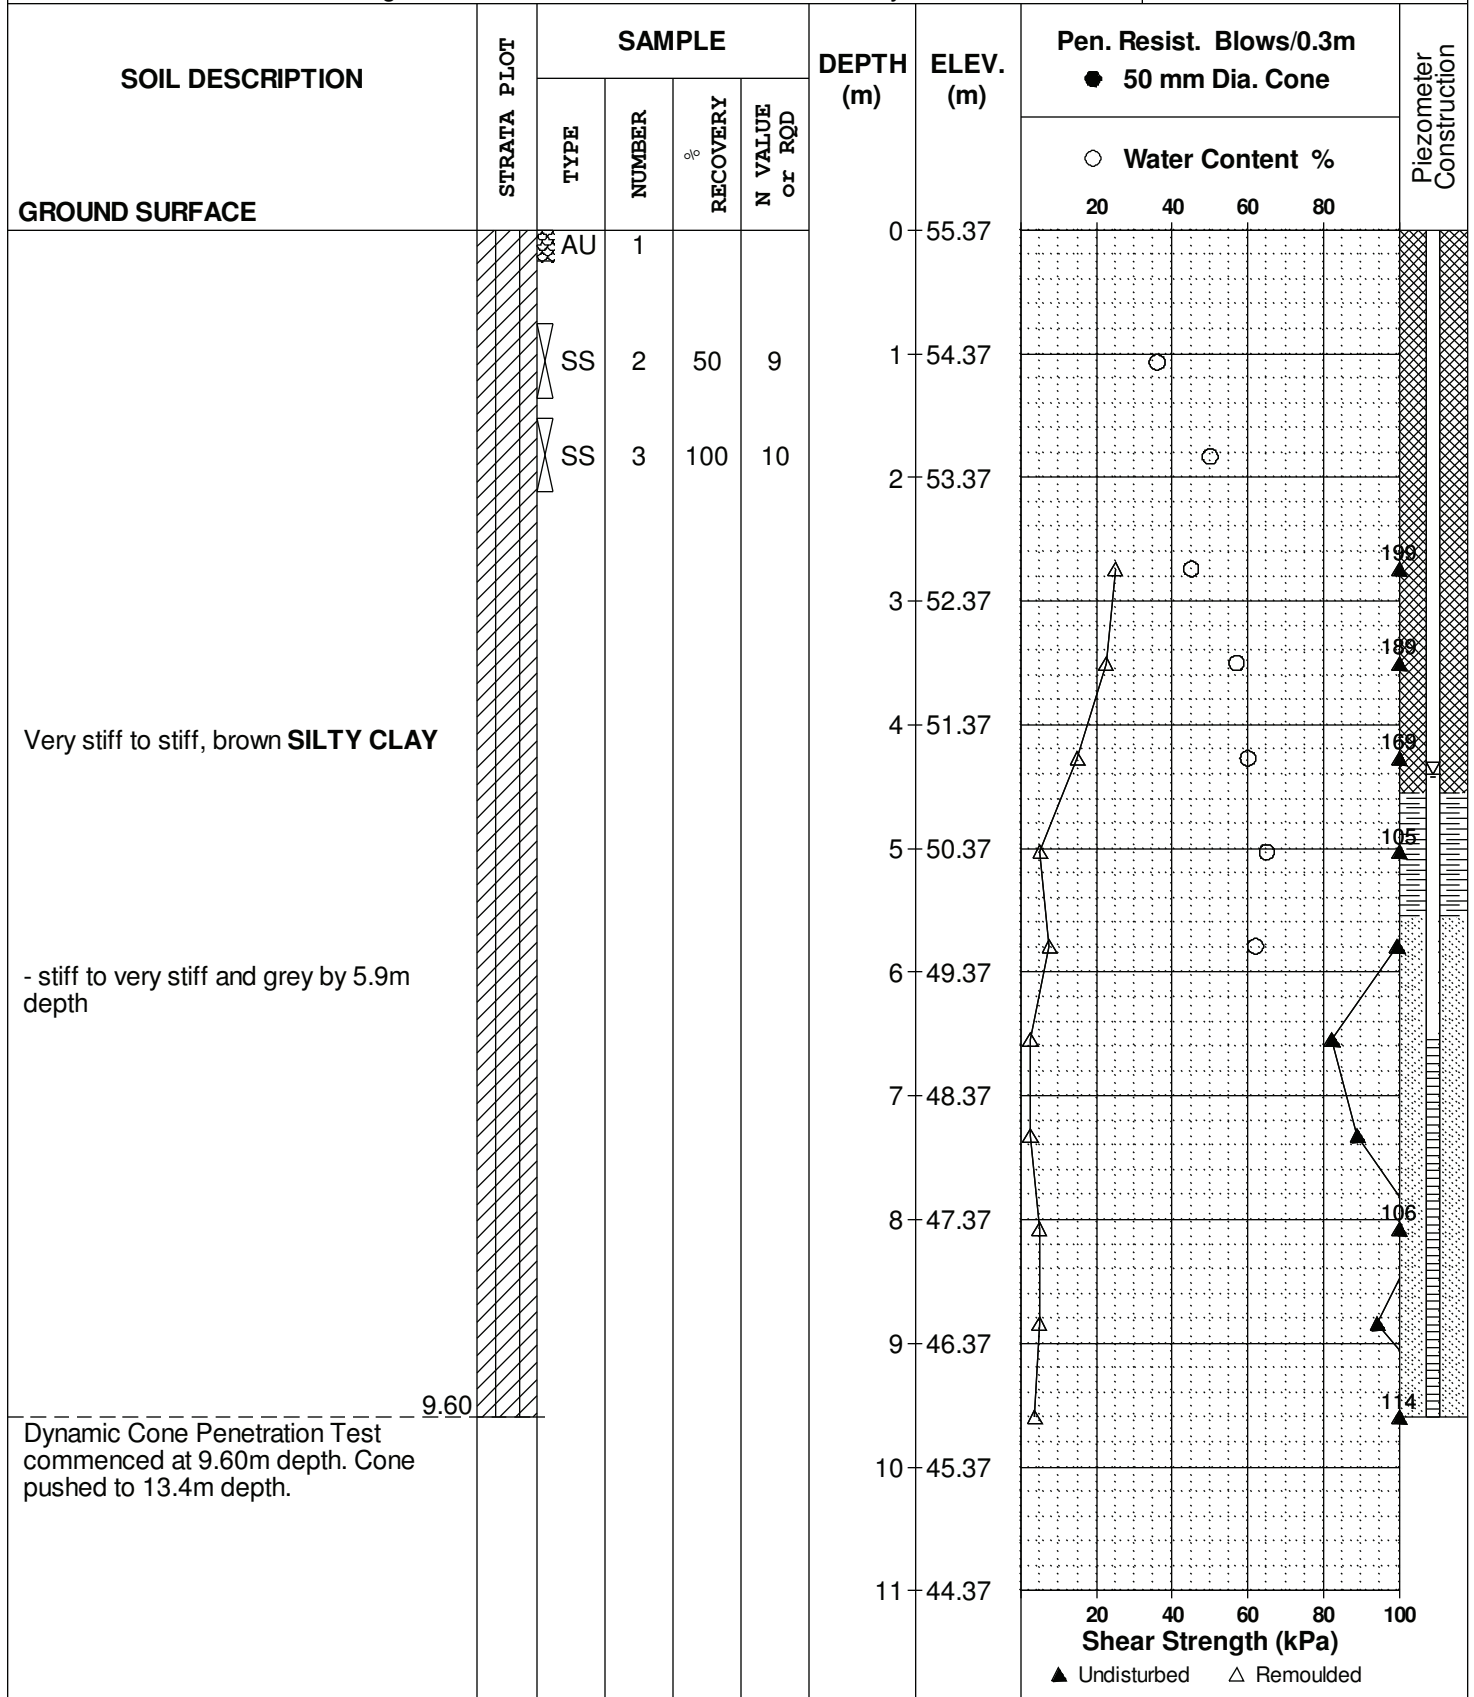 SOIL DESCRIPTION
GROUND SURFACE
STRATA PLOT
SAMPLE
TYPE
NUMBER
%
RECOVERY
N VALUE
or RQD
DEPTH
(m)
ELEV.
(m)
Pen. Resist. Blows/0.3m
● 50 mm Dia. Cone
○ Water Content %
20 40 60 80
Piezometer
Construction
0 55.37
AU 1
SS 2 50 9
1 54.37
SS 3 100 10
2 53.37
199
3 52.37
189
4 51.37
Very stiff to stiff, brown SILTY CLAY
169
5 50.37
105
- stiff to very stiff and grey by 5.9m
depth
6 49.37
7 48.37
8 47.37
106
9 46.37
9.60
114
Dynamic Cone Penetration Test
commenced at 9.60m depth. Cone
pushed to 13.4m depth.
10 45.37
11 44.37
20 40 60 80 100
Shear Strength (kPa)
▲ Undisturbed △ Remoulded